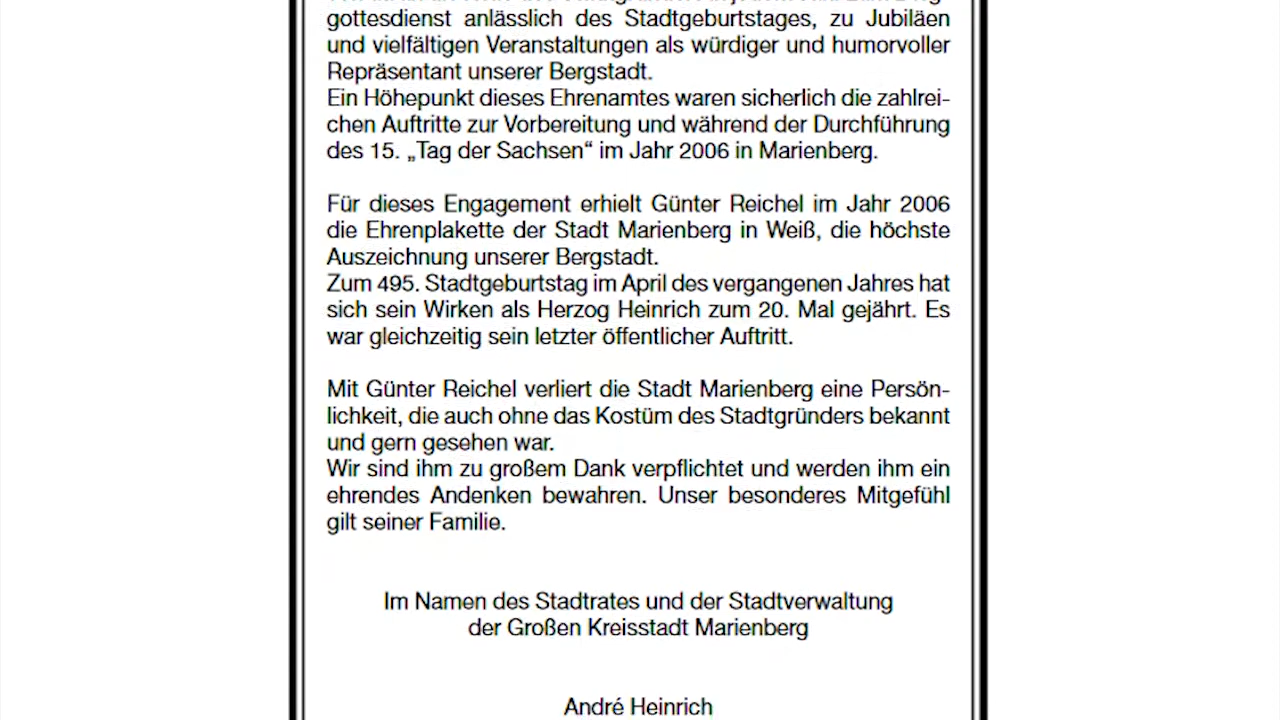 gottesdienst anlässlich des Stadtgeburtstages, zu Jubiläen
und vielfältigen Veranstaltungen als würdiger und humorvoller
Repräsentant unserer Bergstadt.
Ein Höhepunkt dieses Ehrenamtes waren sicherlich die zahlrei-
chen Auftritte zur Vorbereitung und während der Durchführung
des 15. „Tag der Sachsen“ im Jahr 2006 in Marienberg.
Für dieses Engagement erhielt Günter Reichel im Jahr 2006
die Ehrenplakette der Stadt Marienberg in Weiß, die höchste
Auszeichnung unserer Bergstadt.
Zum 495. Stadtgeburtstag im April des vergangenen Jahres hat
sich sein Wirken als Herzog Heinrich zum 20. Mal gejährt. Es
war gleichzeitig sein letzter öffentlicher Auftritt.
Mit Günter Reichel verliert die Stadt Marienberg eine Persön-
lichkeit, die auch ohne das Kostüm des Stadtgründers bekannt
und gern gesehen war.
Wir sind ihm zu großem Dank verpflichtet und werden ihm ein
ehrendes Andenken bewahren. Unser besonderes Mitgefühl
gilt seiner Familie.
Im Namen des Stadtrates und der Stadtverwaltung
der Großen Kreisstadt Marienberg
André Heinrich